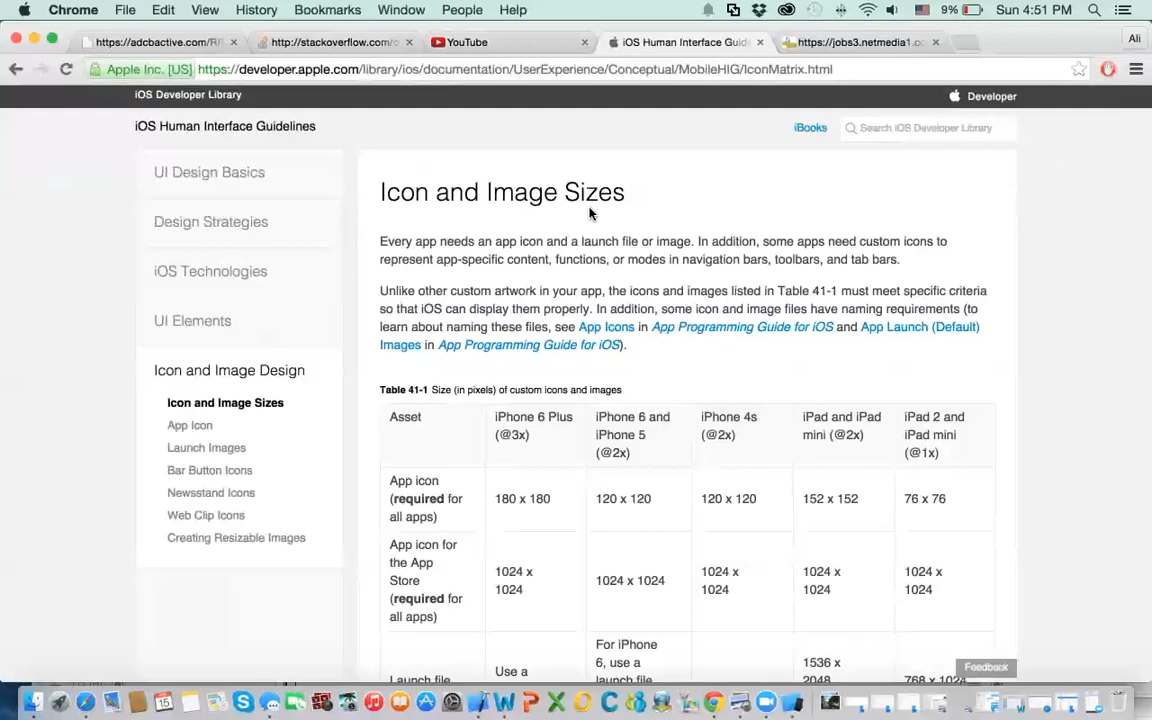 Chrome File Edit View History Bookmarks Window People Help 9% Sun 4:51 PM
https://adcbactive.com/ http://stackoverflow.com/ YouTube iOS Human Interface Guid https://jobs3.netmedia1.c Ali
Apple Inc. [US] https://developer.apple.com/library/ios/documentation/UserExperience/Conceptual/MobileHIG/IconMatrix.html
iOS Developer Library Developer
iOS Human Interface Guidelines iBooks Search iOS Developer Library
UI Design Basics
Design Strategies
iOS Technologies
UI Elements
Icon and Image Design
Icon and Image Sizes
App Icon
Launch Images
Bar Button Icons
Newsstand Icons
Web Clip Icons
Creating Resizable Images
Icon and Image Sizes
Every app needs an app icon and a launch file or image. In addition, some apps need custom icons to
represent app-specific content, functions, or modes in navigation bars, toolbars, and tab bars.
Unlike other custom artwork in your app, the icons and images listed in Table 41-1 must meet specific criteria
so that iOS can display them properly. In addition, some icon and image files have naming requirements (to
learn about naming these files, see App Icons in App Programming Guide for iOS and App Launch (Default)
Images in App Programming Guide for iOS).
Table 41-1 Size (in pixels) of custom icons and images
Asset
iPhone 6 Plus
(@3x)
iPhone 6 and
iPhone 5
(@2x)
iPhone 4s
(@2x)
iPad and iPad
mini (@2x)
iPad 2 and
iPad mini
(@1x)
App icon
(required for
all apps)
180 x 180
120 x 120
120 x 120
152 x 152
76 x 76
App icon for
the App
Store
(required for
all apps)
1024 x
1024
1024 x 1024
1024 x
1024
1024 x
1024
1024 x
1024
Launch file
Use a
For iPhone
6, use a
launch file
1536 x
2048
768 x 1024
Feedback
15